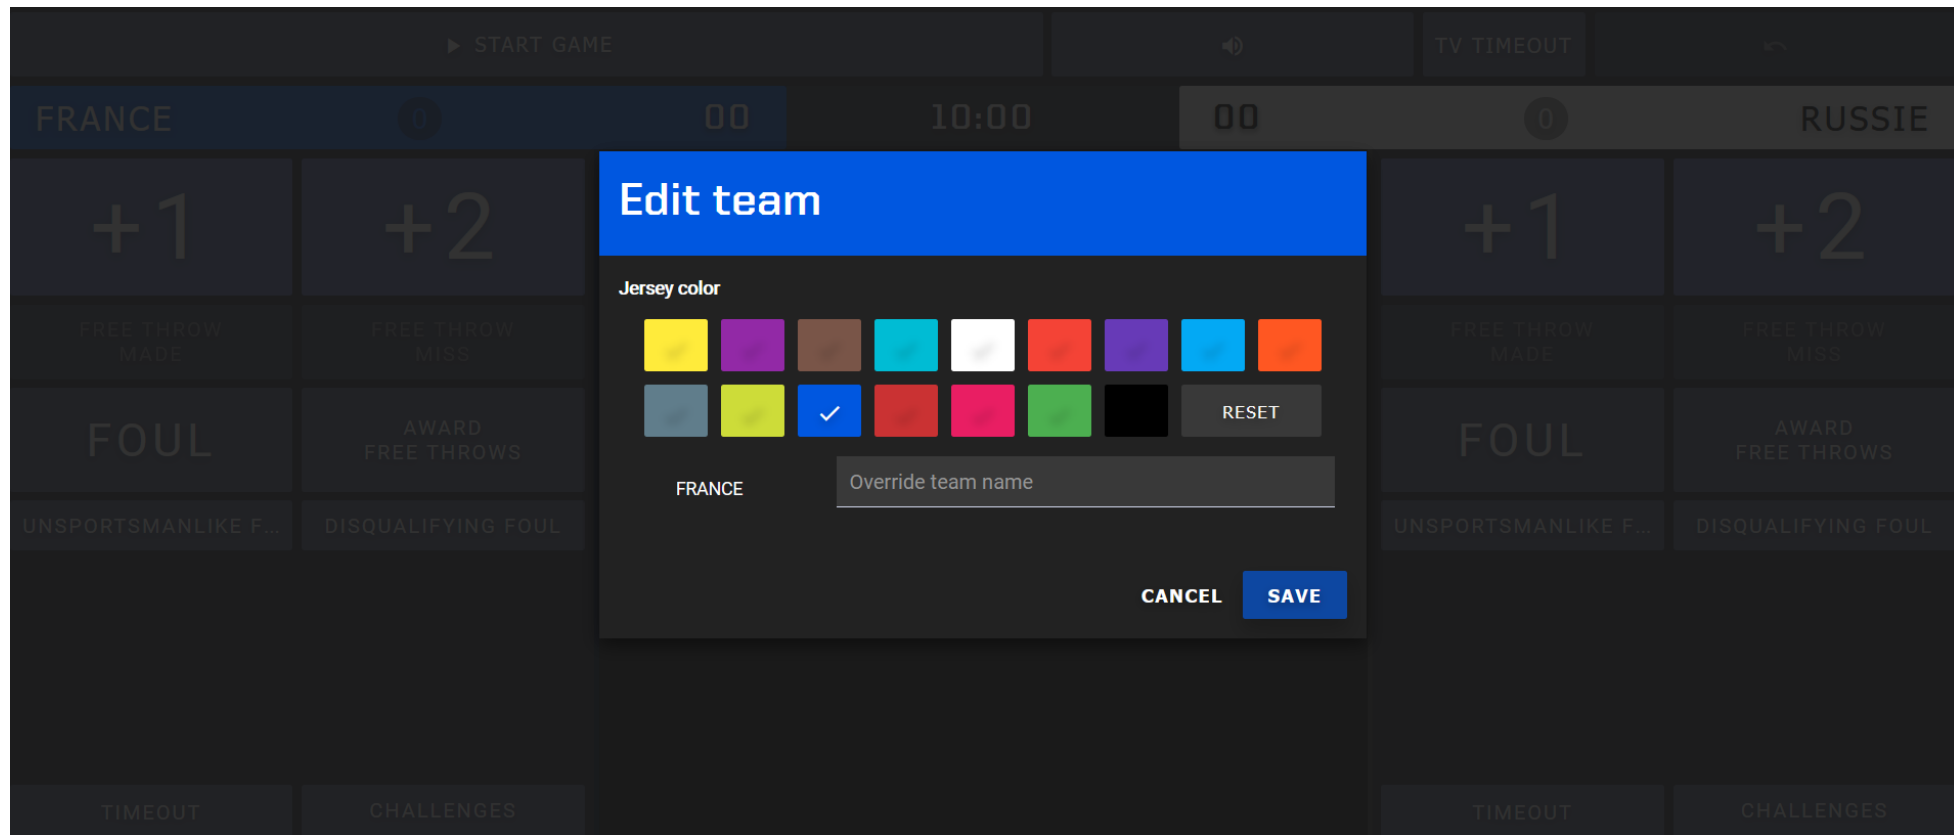 START GAME
TV TIMEOUT
FRANCE
0
00
10:00
00
0
RUSSIE
+1
+2
Edit team
+1
+2
Jersey color
FREE THROW
MADE
FREE THROW
MISS
FREE THROW
MADE
FREE THROW
MISS
RESET
FOUL
AWARD
FREE THROWS
FOUL
AWARD
FREE THROWS
FRANCE
Override team name
UNSPORTSMANLIKE F...
DISQUALIFYING FOUL
UNSPORTSMANLIKE F...
DISQUALIFYING FOUL
CANCEL
SAVE
TIMEOUT
CHALLENGES
TIMEOUT
CHALLENGES